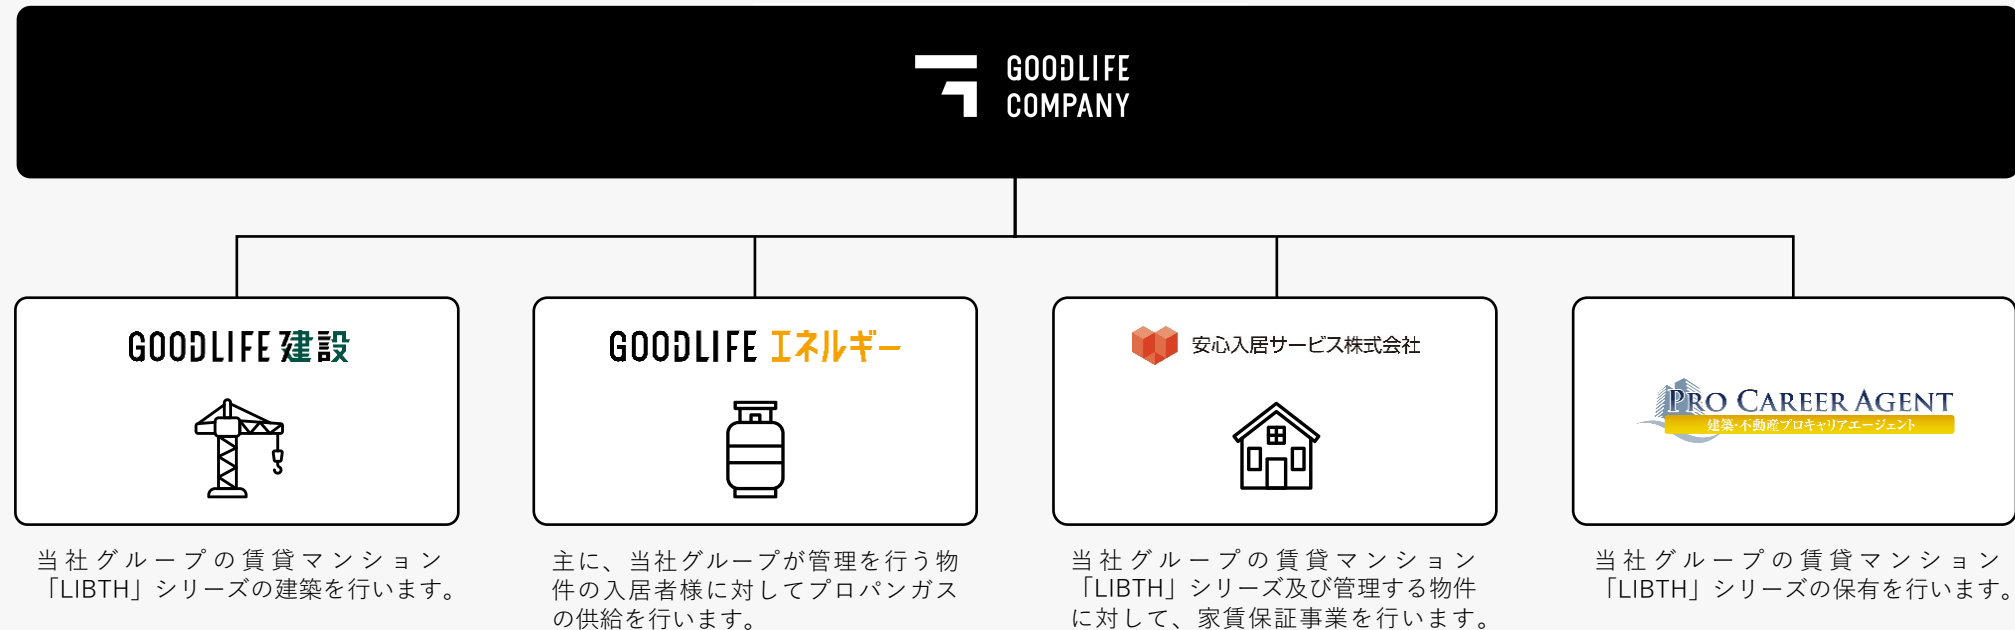 GOODLIFE
COMPANY
GOODLIFE 建設
当社グループの賃貸マンション
「LIBTH」シリーズの建築を行います。
GOODLIFE エネルギー
主に、当社グループが管理を行う物
件の入居者様に対してプロパンガス
の供給を行います。
安心入居サービス株式会社
当社グループの賃貸マンション
「LIBTH」シリーズ及び管理する物件
に対して、家賃保証事業を行います。
PRO CAREER AGENT
建築・不動産プロキャリアエージェント
当社グループの賃貸マンション
「LIBTH」シリーズの保有を行います。